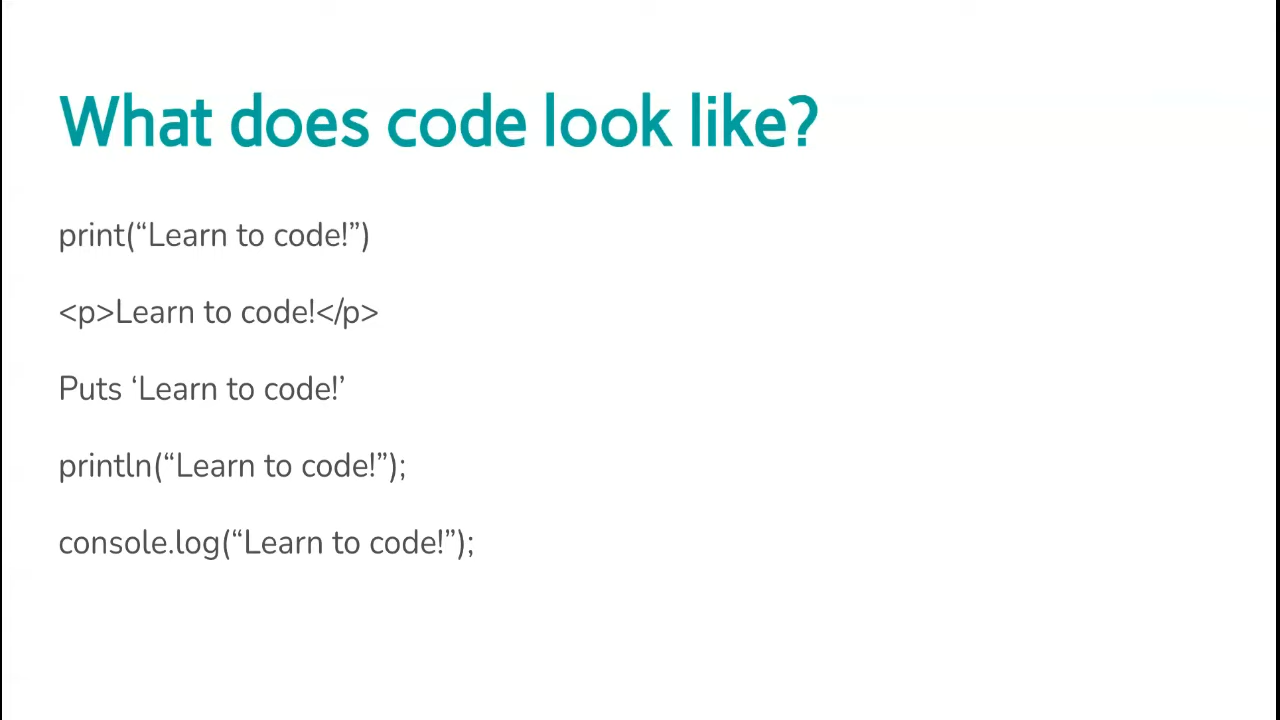 What does code look like?
print(“Learn to code!”)
<p>Learn to code!</p>
Puts ‘Learn to code!’
println(“Learn to code!”);
console.log(“Learn to code!”);